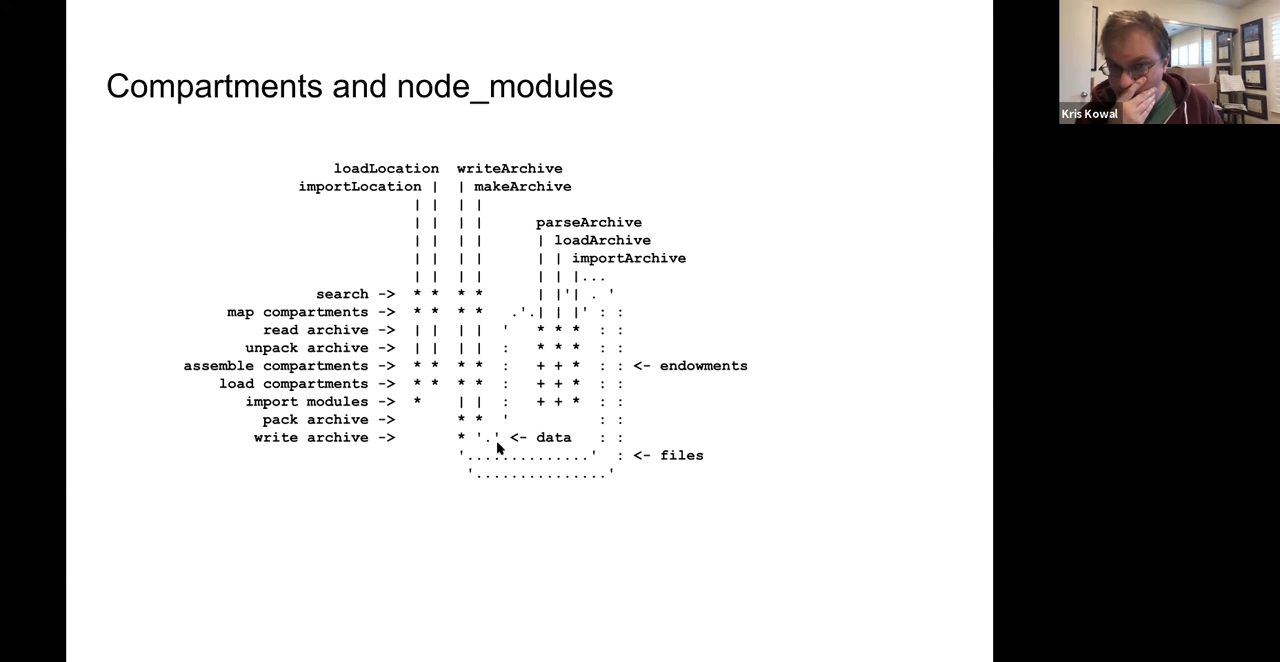 Compartments and node_modules
Kris Kowal
                 loadLocation  writeArchive
             importLocation |  | makeArchive
                          | |  | |
                          | |  | |      parseArchive
                          | |  | |      | loadArchive
                          | |  | |      | | importArchive
                          | |  | |      | | |...
               search ->  * *  * *      | |'| . '
     map compartments ->  * *  * *   .'.| | |' : :
         read archive ->  | |  | |  '   * * *  : :
       unpack archive ->  | |  | |  :   * * *  : :
assemble compartments ->  * *  * *  :   + + *  : : <- endowments
    load compartments ->  * *  * *  :   + + *  : :
       import modules ->  *    | |  :   + + *  : :
         pack archive ->       * *  '          : :
        write archive ->       * '.' <- data   : :
                               '..............'  : <- files
                                '...............'